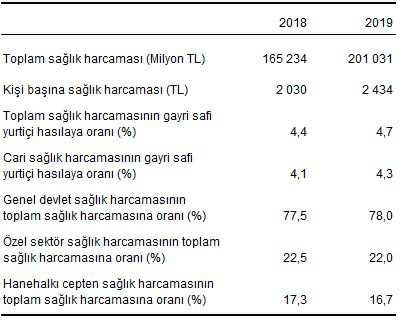 2018 2019
Toplam sağlık harcaması (Milyon TL) 165 234 201 031
Kişi başına sağlık harcaması (TL) 2 030 2 434
Toplam sağlık harcamasının gayri safi
yurtiçi hasılaya oranı (%) 4,4 4,7
Cari sağlık harcamasının gayri safi
yurtiçi hasılaya oranı (%) 4,1 4,3
Genel devlet sağlık harcamasının
toplam sağlık harcamasına oranı (%) 77,5 78,0
Özel sektör sağlık harcamasının toplam
sağlık harcamasına oranı (%) 22,5 22,0
Hanehalkı cepten sağlık harcamasının
toplam sağlık harcamasına oranı (%) 17,3 16,7